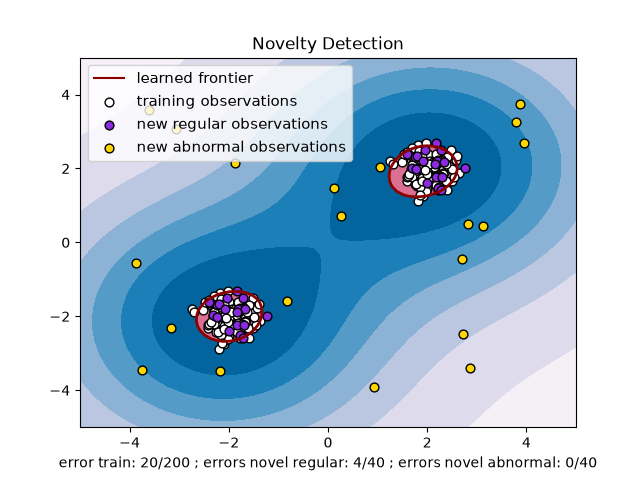 Novelty Detection
learned frontier
training observations
new regular observations
new abnormal observations
4
2
0
−2
−4
−4
−2
0
2
4
error train: 20/200 ; errors novel regular: 4/40 ; errors novel abnormal: 0/40